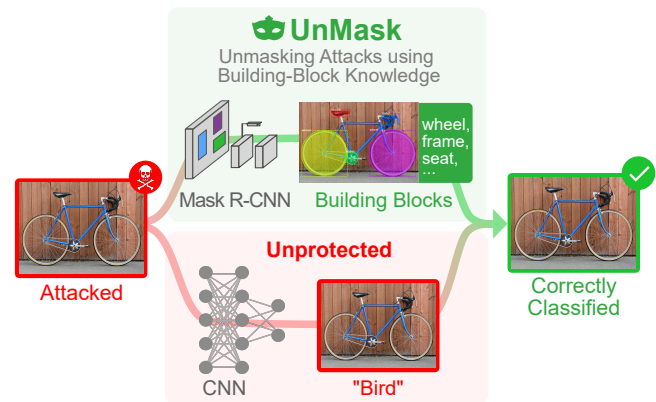 UnMask
Unmasking Attacks using
Building-Block Knowledge
wheel,
frame,
seat,
...
Mask R-CNN
Building Blocks
Attacked
Unprotected
CNN
"Bird"
Correctly
Classified